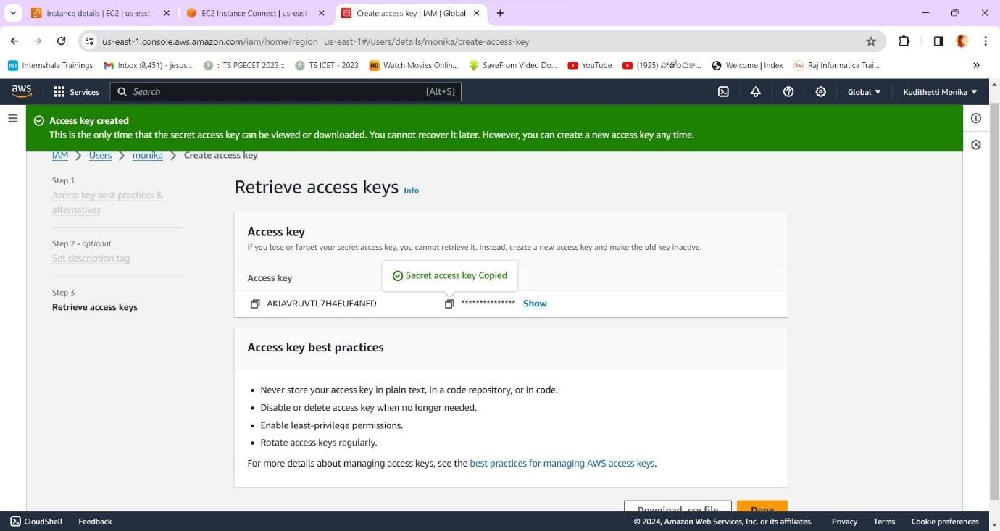 Instance details | EC2 | us-east-
EC2 Instance Connect | us-east-
Create access key | IAM | Global
us-east-1.console.aws.amazon.com/iam/home?region=us-east-1#/users/details/monika/create-access-key
IST Internshala Trainings
Inbox (8,451) - jesus...
:: TS PGECET 2023 ::
TS ICET - 2023
HD Watch Movies Onlin...
SaveFrom Video Do...
YouTube
(1925)
Welcome | Index
Raj Informatica Trai...
aws
Services
Search
[Alt+S]
Global
Kudithetti Monika
Access key created
This is the only time that the secret access key can be viewed or downloaded. You cannot recover it later. However, you can create a new access key any time.
IAM > Users > monika > Create access key
Step 1
Access key best practices &
alternatives
Step 2 - optional
Set description tag
Step 3
Retrieve access keys
Retrieve access keys Info
Access key
If you lose or forget your secret access key, you cannot retrieve it. Instead, create a new access key and make the old key inactive.
Access key
Secret access key Copied
AKIAVRUVTL7H4EUF4NFD
*************** Show
Access key best practices
• Never store your access key in plain text, in a code repository, or in code.
• Disable or delete access key when no longer needed.
• Enable least-privilege permissions.
• Rotate access keys regularly.
For more details about managing access keys, see the best practices for managing AWS access keys.
Download .csv file
Done
CloudShell
Feedback
© 2024, Amazon Web Services, Inc. or its affiliates.
Privacy
Terms
Cookie preferences